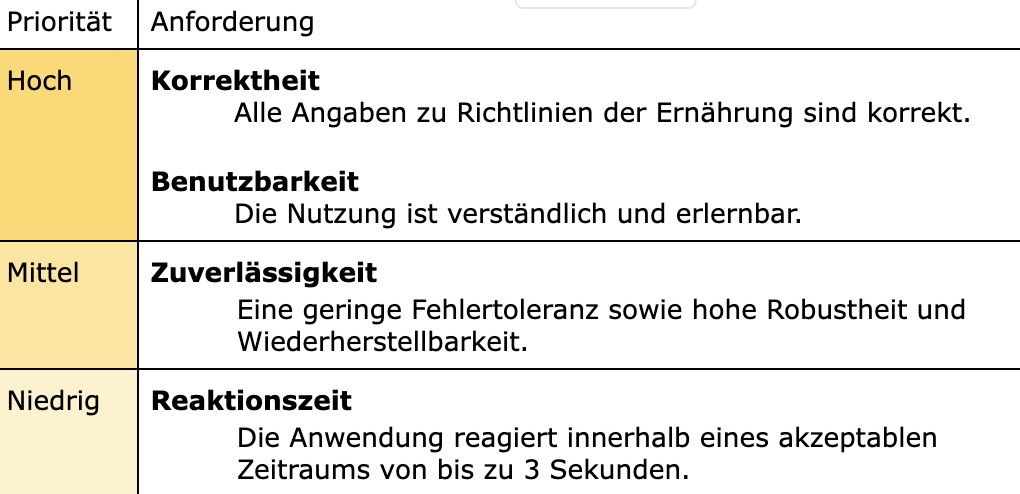 Priorität Anforderung
Hoch Korrektheit
Alle Angaben zu Richtlinien der Ernährung sind korrekt.
Benutzbarkeit
Die Nutzung ist verständlich und erlernbar.
Mittel Zuverlässigkeit
Eine geringe Fehlertoleranz sowie hohe Robustheit und
Wiederherstellbarkeit.
Niedrig Reaktionszeit
Die Anwendung reagiert innerhalb eines akzeptablen
Zeitraums von bis zu 3 Sekunden.